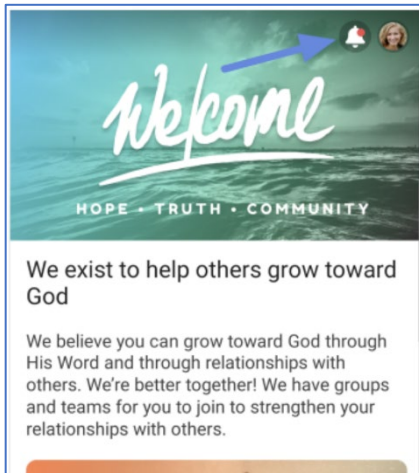 Welcome
HOPE • TRUTH • COMMUNITY
We exist to help others grow toward
God
We believe you can grow toward God through
His Word and through relationships with
others. We're better together! We have groups
and teams for you to join to strengthen your
relationships with others.